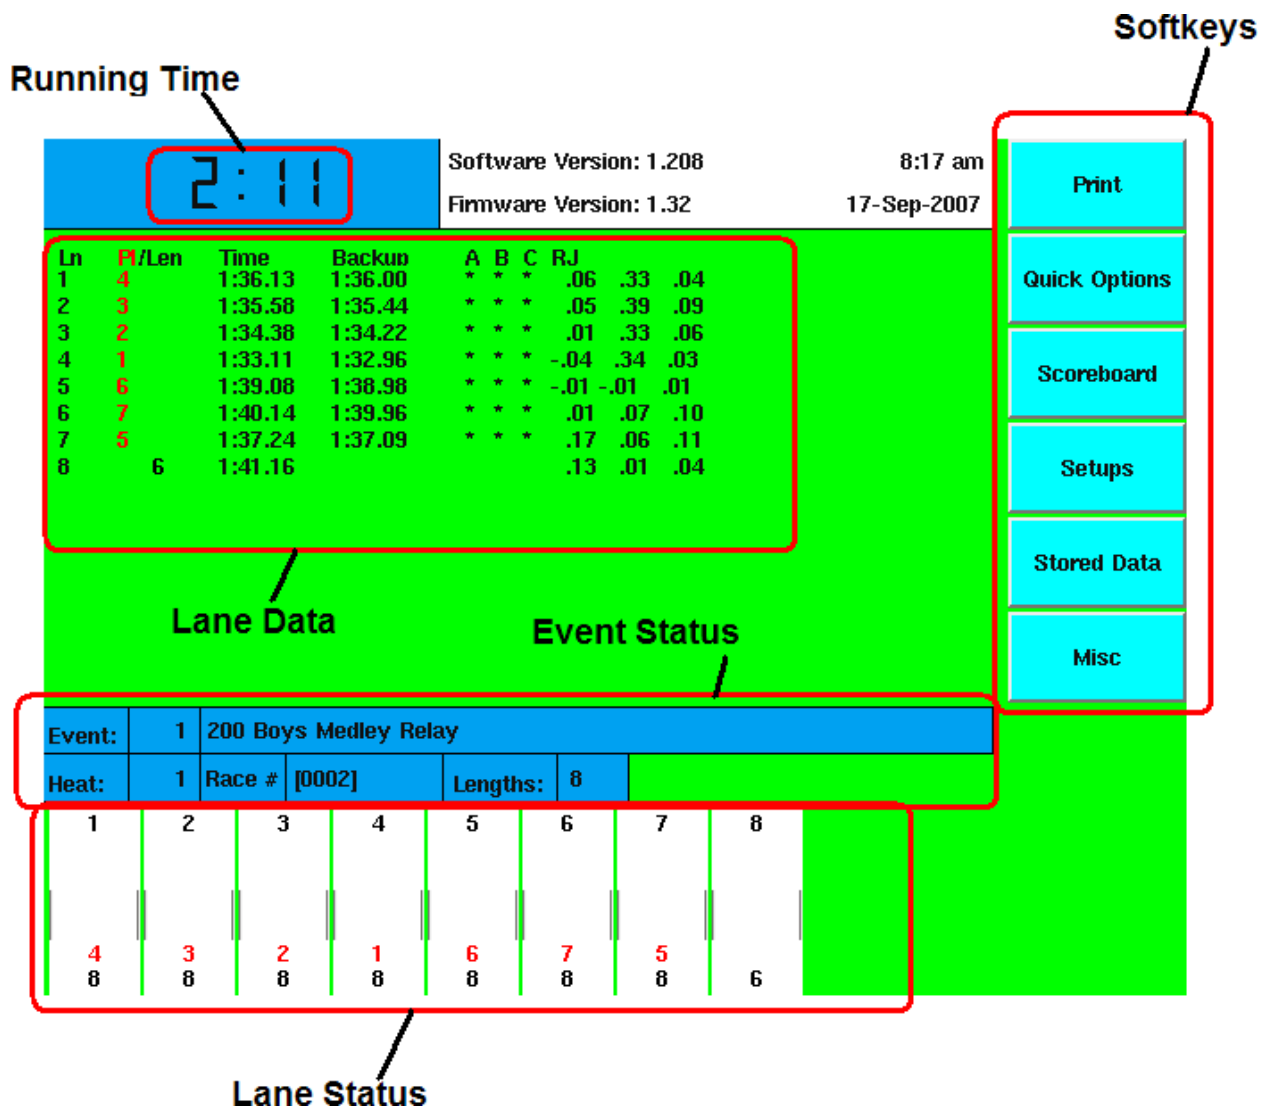 Softkeys
Running Time
2:11
Software Version: 1.208 8:17 am
Firmware Version: 1.32 17-Sep-2007
Print
Quick Options
Scoreboard
Setups
Stored Data
Misc
Ln Pl/Len Time Backup A B C RJ
1 4 1:36.13 1:36.00 * * * .06 .33 .04
2 3 1:35.58 1:35.44 * * * .05 .39 .09
3 2 1:34.38 1:34.22 * * * .01 .33 .06
4 1 1:33.11 1:32.96 * * * -.04 .34 .03
5 6 1:39.08 1:38.98 * * * -.01 -.01 .01
6 7 1:40.14 1:39.96 * * * .01 .07 .10
7 5 1:37.24 1:37.09 * * * .17 .06 .11
8 6 1:41.16 .13 .01 .04
Lane Data
Event Status
Event: 1 200 Boys Medley Relay
Heat: 1 Race # [0002] Lengths: 8
1 2 3 4 5 6 7 8
4 3 2 1 6 7 5
8 8 8 8 8 8 8 6
Lane Status